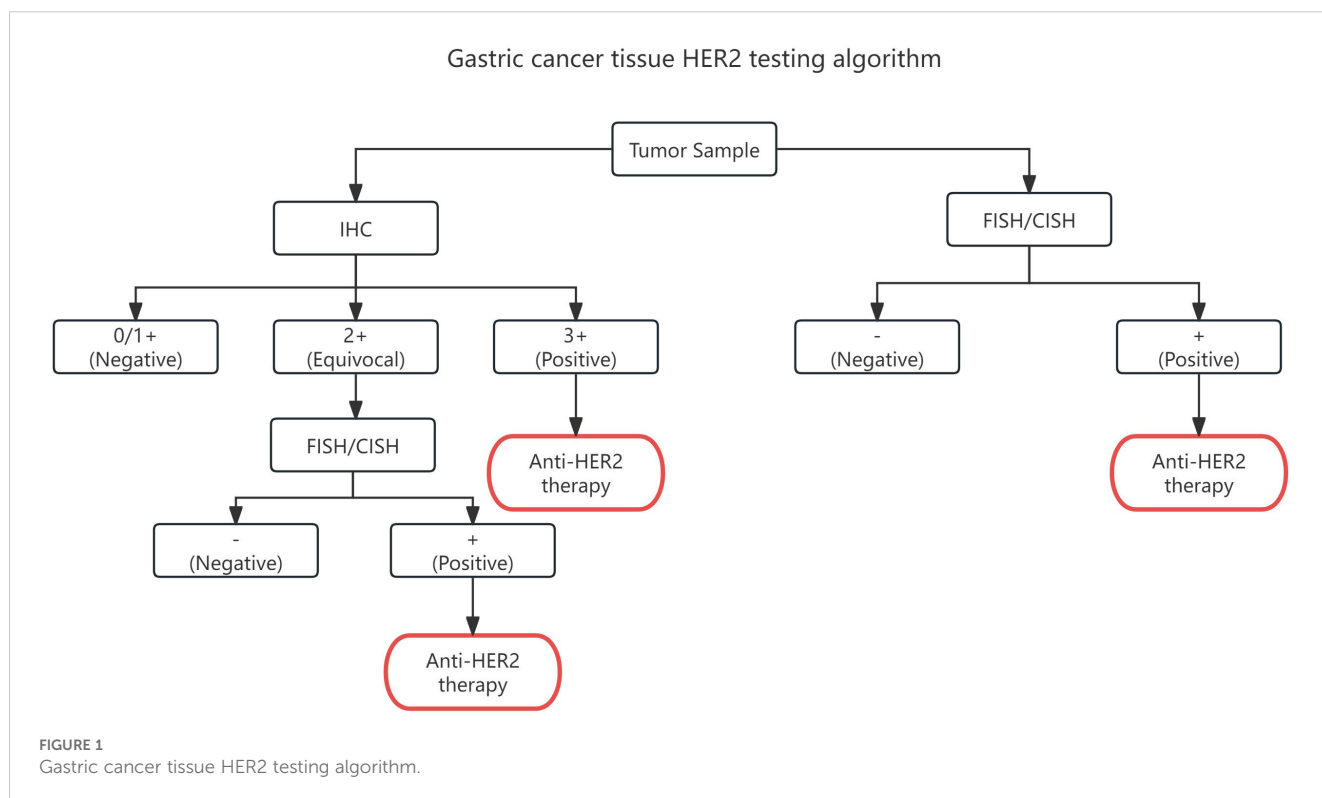 Gastric cancer tissue HER2 testing algorithm
Tumor Sample
IHC
FISH/CISH
0/1+
(Negative)
2+
(Equivocal)
3+
(Positive)
-
(Negative)
+
(Positive)
FISH/CISH
Anti-HER2
therapy
Anti-HER2
therapy
-
(Negative)
+
(Positive)
Anti-HER2
therapy
FIGURE 1
Gastric cancer tissue HER2 testing algorithm.